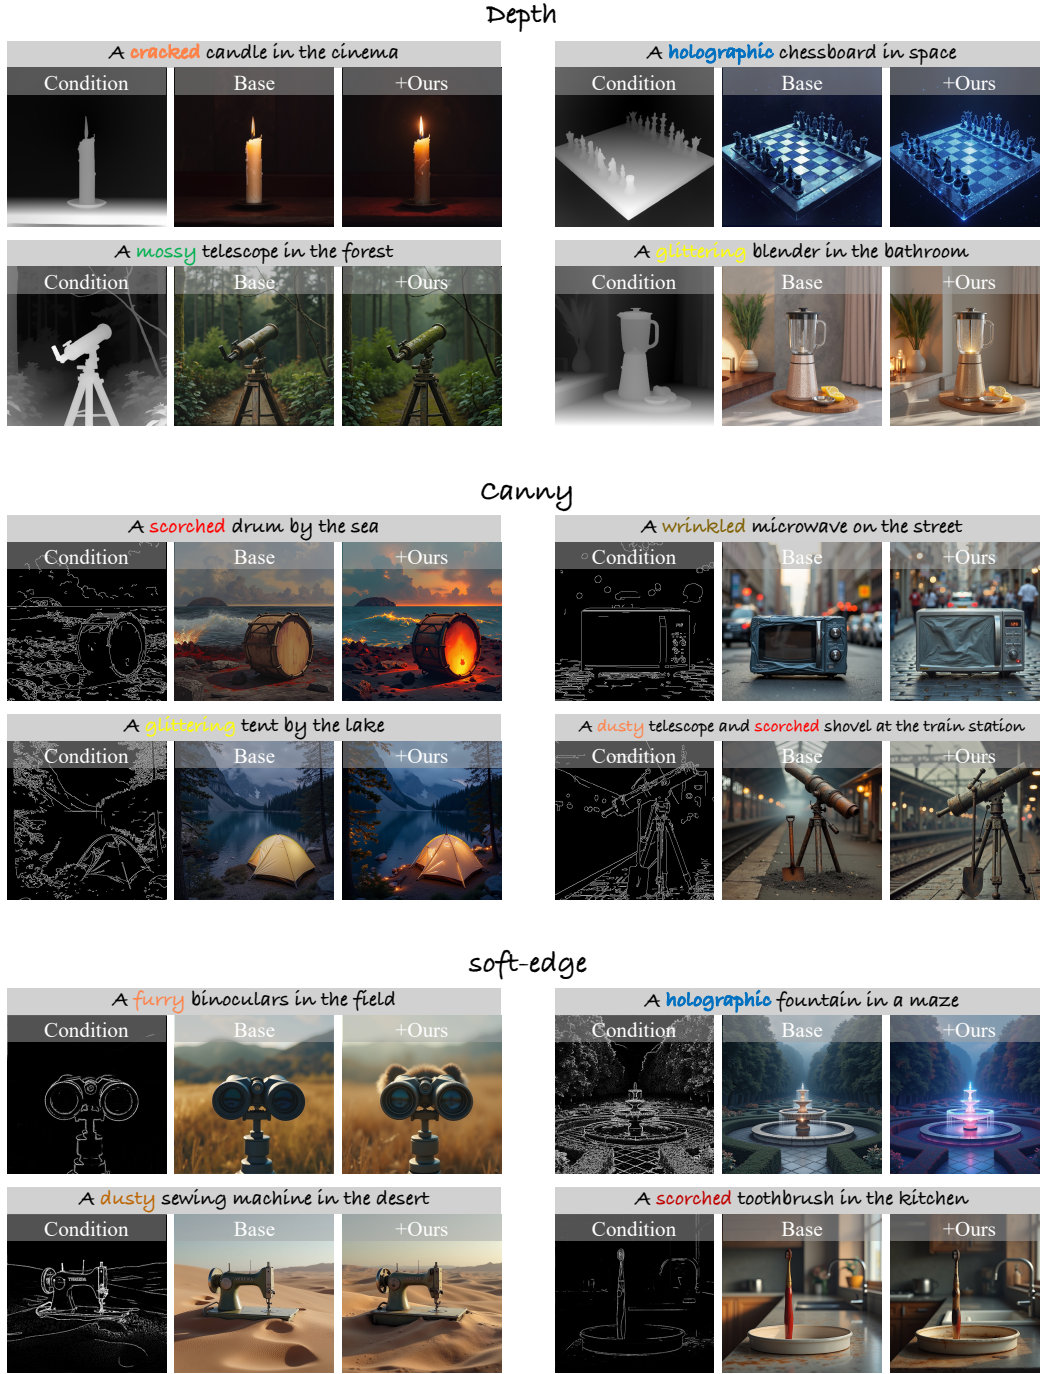 Depth
A cracked candle in the cinema
Condition Base +Ours
A holographic chessboard in space
Condition Base +Ours
A mossy telescope in the forest
Condition Base +Ours
A glittering blender in the bathroom
Condition Base +Ours
Canny
A scorched drum by the sea
Condition Base +Ours
A wrinkled microwave on the street
Condition Base +Ours
A glittering tent by the lake
Condition Base +Ours
A dusty telescope and scorched shovel at the train station
Condition Base +Ours
soft-edge
A furry binoculars in the field
Condition Base +Ours
A holographic fountain in a maze
Condition Base +Ours
A dusty sewing machine in the desert
Condition Base +Ours
A scorched toothbrush in the kitchen
Condition Base +Ours